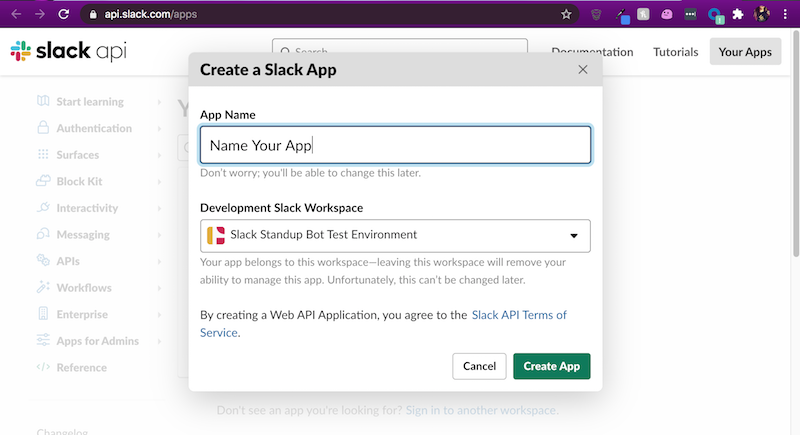 api.slack.com/apps
slack api
Search
Documentation
Tutorials
Your Apps
Start learning
Authentication
Surfaces
Block Kit
Interactivity
Messaging
APIs
Workflows
Enterprise
Apps for Admins
Reference
Changelog
Y
Create a Slack App
App Name
Name Your App
Don't worry; you'll be able to change this later.
Development Slack Workspace
Slack Standup Bot Test Environment
Your app belongs to this workspace—leaving this workspace will remove your
ability to manage this app. Unfortunately, this can't be changed later.
By creating a Web API Application, you agree to the Slack API Terms of
Service.
Cancel
Create App
Don't see an app you're looking for? Sign in to another workspace.